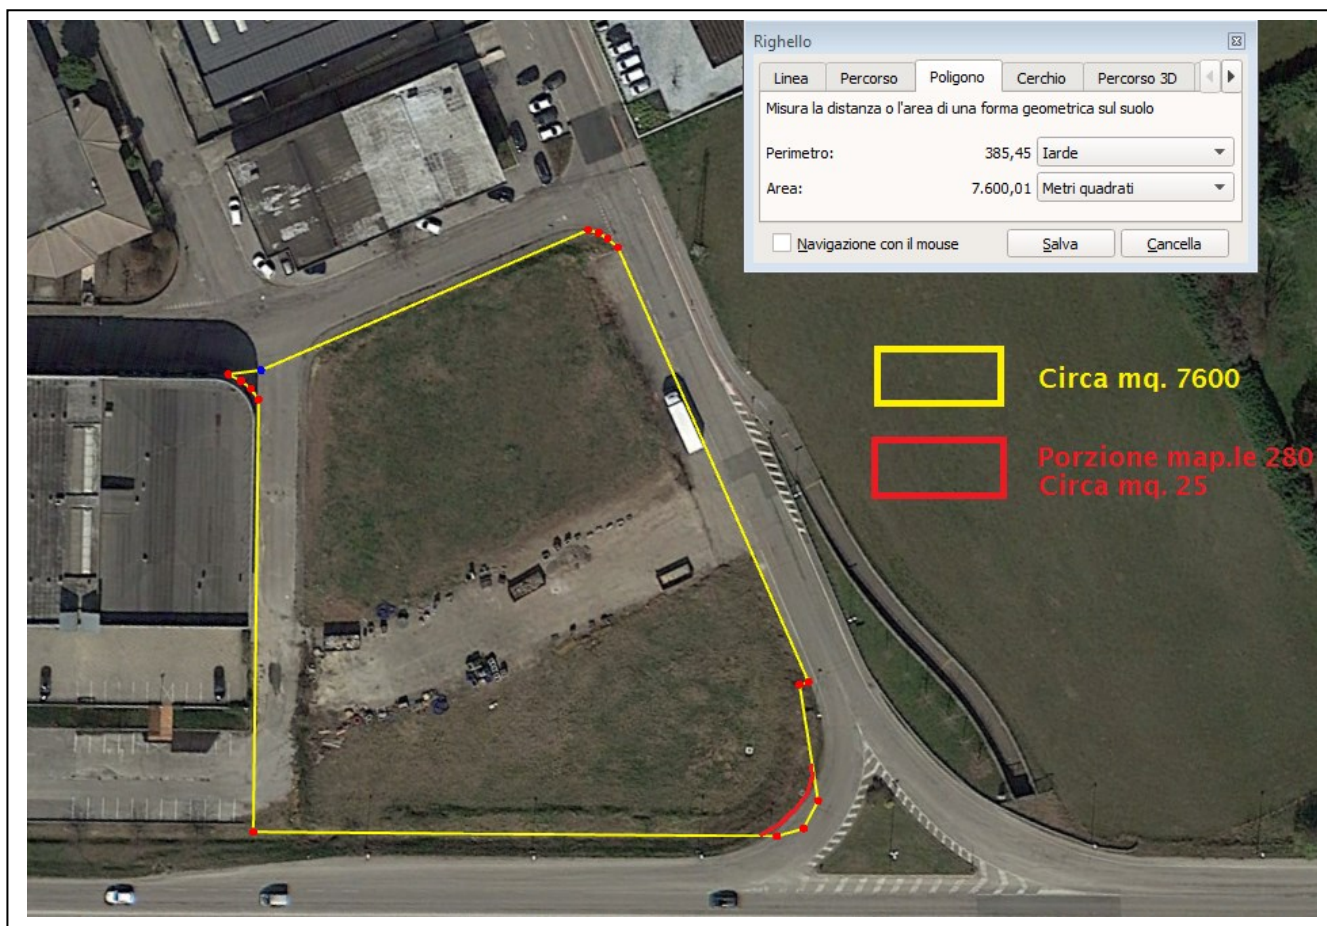 Righello
Linea Percorso Poligono Cerchio Percorso 3D
Misura la distanza o l'area di una forma geometrica sul suolo
Perimetro: 385,45 Iarde
Area: 7.600,01 Metri quadrati
Navigazione con il mouse Salva Cancella
Circa mq. 7600
Porzione map.le 280
Circa mq. 25